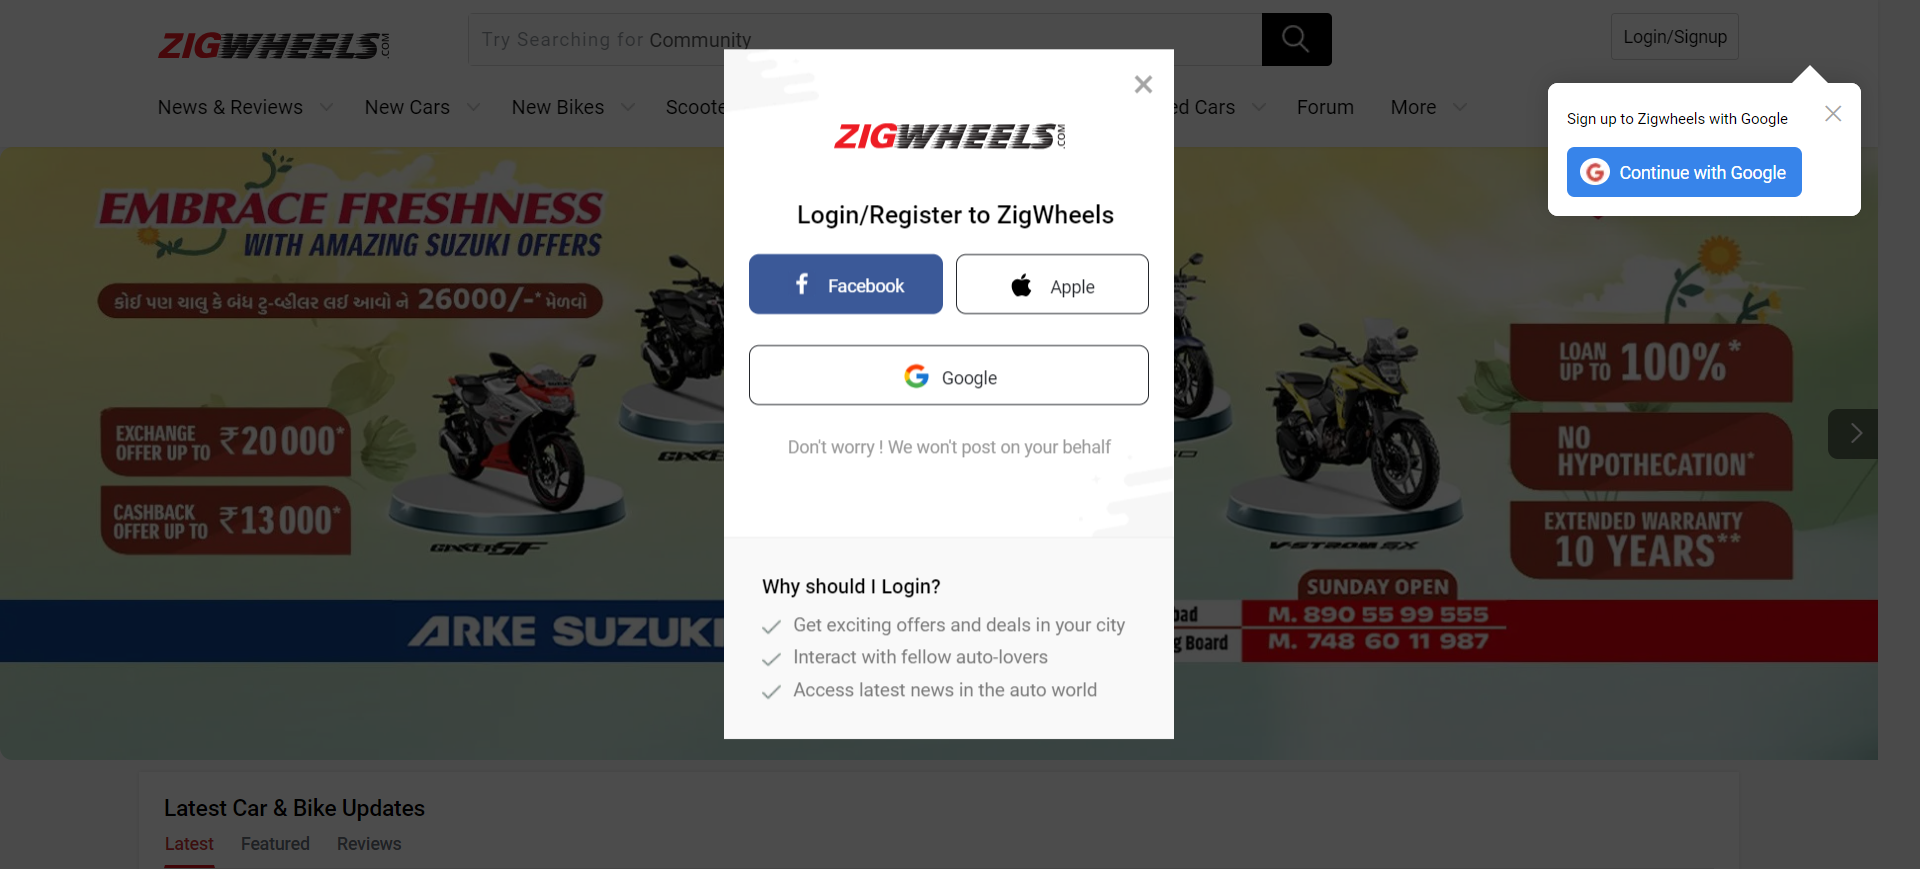 ZIGWHEELS.COM
Try Searching for Community
Login/Signup
News & Reviews
New Cars
New Bikes
Scoote
ed Cars
Forum
More
Sign up to Zigwheels with Google
Continue with Google
ZIGWHEELS.COM
Login/Register to ZigWheels
Facebook
Apple
Google
Don't worry ! We won't post on your behalf
Why should I Login?
Get exciting offers and deals in your city
Interact with fellow auto-lovers
Access latest news in the auto world
EMBRACE FRESHNESS
WITH AMAZING SUZUKI OFFERS
કોઈ પણ ચાલુ કે બંધ ટુ-વ્હીલર લઈ આવો ને 26000/-* મેળવો
EXCHANGE
OFFER UP TO ₹20000*
CASHBACK
OFFER UP TO ₹13000*
GIXXER SF
V-STROM SX
LOAN
UP TO 100%*
NO
HYPOTHECATION*
EXTENDED WARRANTY
10 YEARS**
SUNDAY OPEN
ARKE SUZUK
bad
g Board
M. 890 55 99 555
M. 748 60 11 987
Latest Car & Bike Updates
Latest
Featured
Reviews